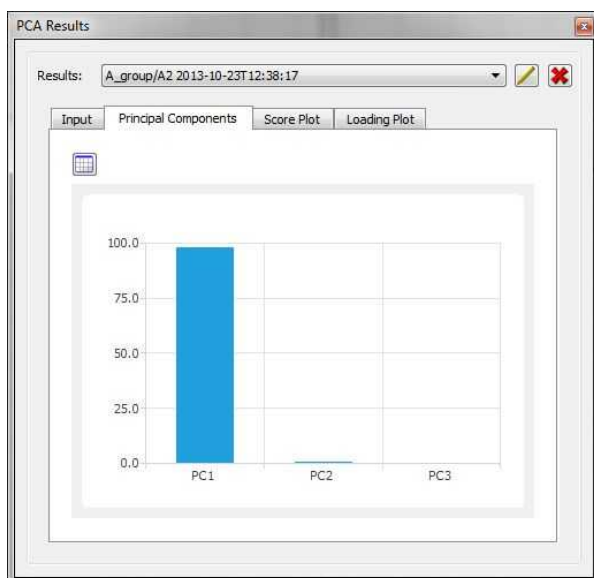 PCA Results
Results: A_group/A2 2013-10-23T12:38:17
Input Principal Components Score Plot Loading Plot
100.0
75.0
50.0
25.0
0.0
PC1 PC2 PC3